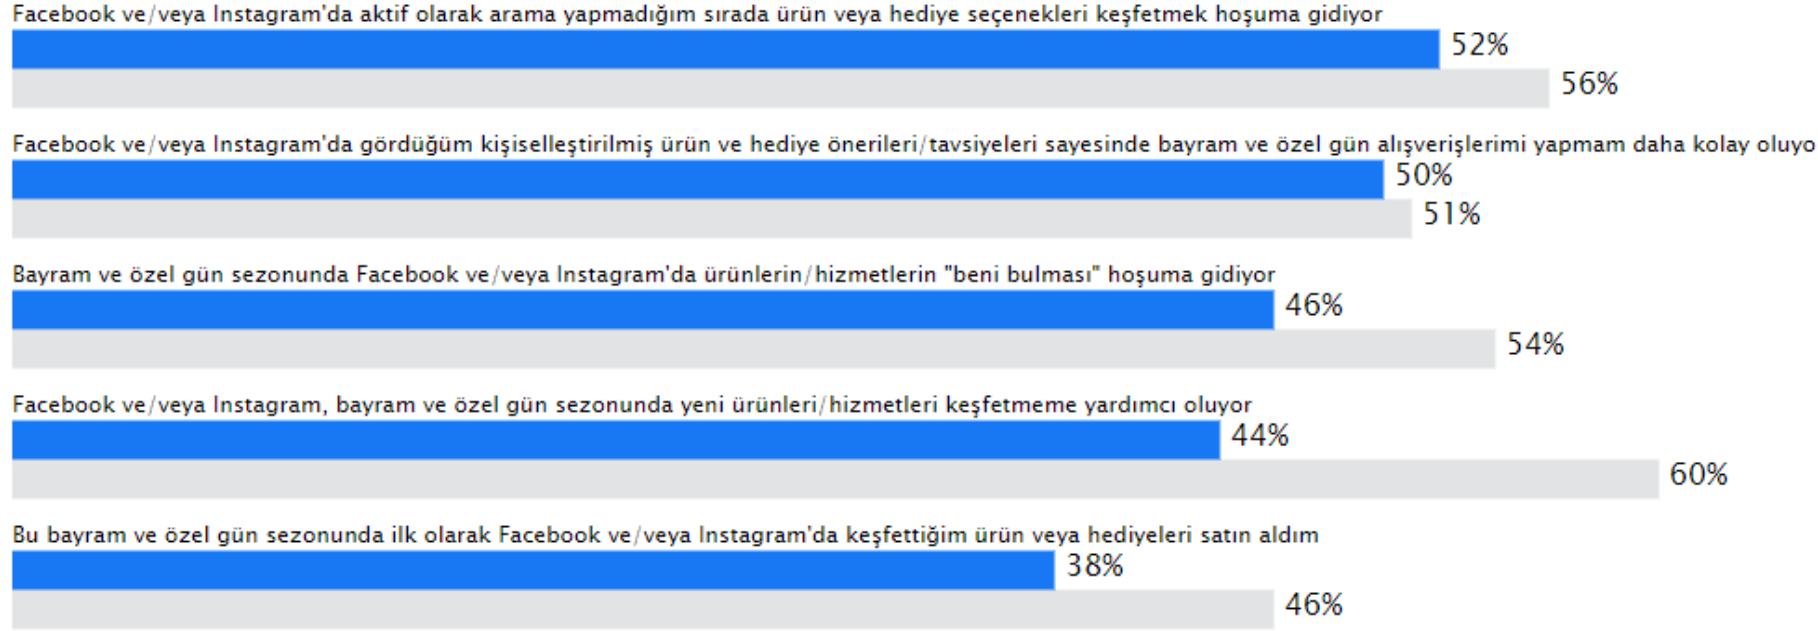 Facebook ve/veya Instagram'da aktif olarak arama yapmadığım sırada ürün veya hediye seçenekleri keşfetmek hoşuma gidiyor
52%
56%
Facebook ve/veya Instagram'da gördüğüm kişiselleştirilmiş ürün ve hediye önerileri/tavsiyeleri sayesinde bayram ve özel gün alışverişlerimi yapmam daha kolay oluyo
50%
51%
Bayram ve özel gün sezonunda Facebook ve/veya Instagram'da ürünlerin/hizmetlerin "beni bulması" hoşuma gidiyor
46%
54%
Facebook ve/veya Instagram, bayram ve özel gün sezonunda yeni ürünleri/hizmetleri keşfetmeme yardımcı oluyor
44%
60%
Bu bayram ve özel gün sezonunda ilk olarak Facebook ve/veya Instagram'da keşfettiğim ürün veya hediyeleri satın aldım
38%
46%